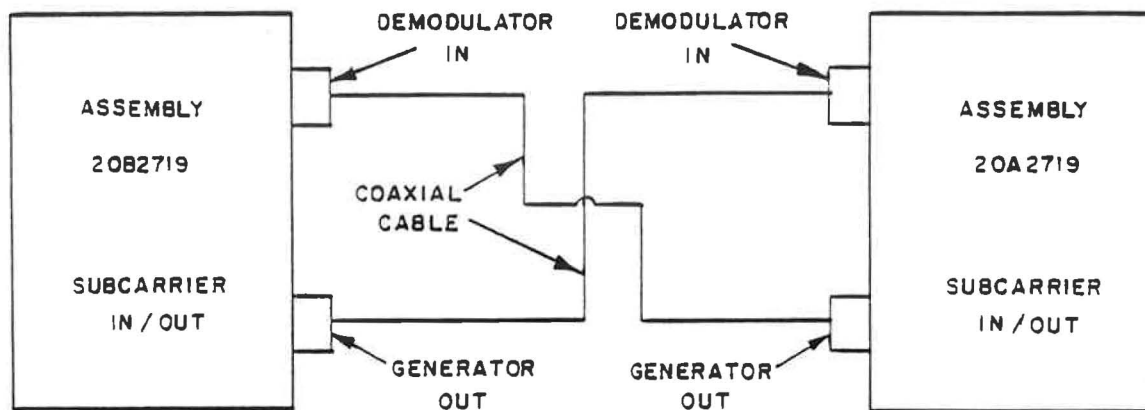 DEMODULATOR
IN
DEMODULATOR
IN
ASSEMBLY
20B2719
COAXIAL
CABLE
ASSEMBLY
20A2719
SUBCARRIER
IN / OUT
SUBCARRIER
IN / OUT
GENERATOR
OUT
GENERATOR
OUT